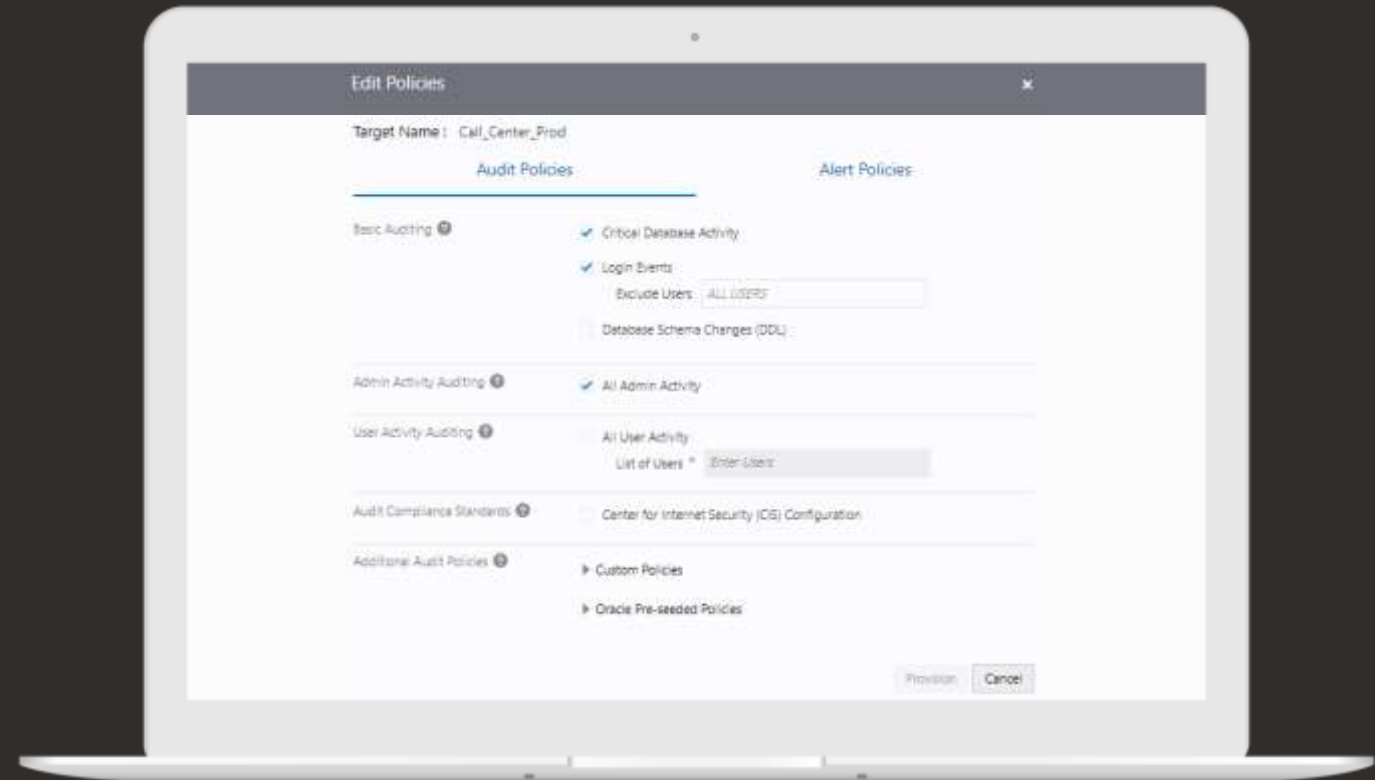 Edit Policies
Target Name : Call_Center_Prod
Audit Policies Alert Policies
Basic Auditing
Critical Database Activity
Login Events
Exclude Users ALL USERS
Database Schema Changes (DDL)
Admin Activity Auditing
All Admin Activity
User Activity Auditing
All User Activity
List of Users * Enter Users
Audit Compliance Standards
Center for Internet Security (CIS) Configuration
Additional Audit Policies
Custom Policies
Oracle Pre-seeded Policies
Provision Cancel